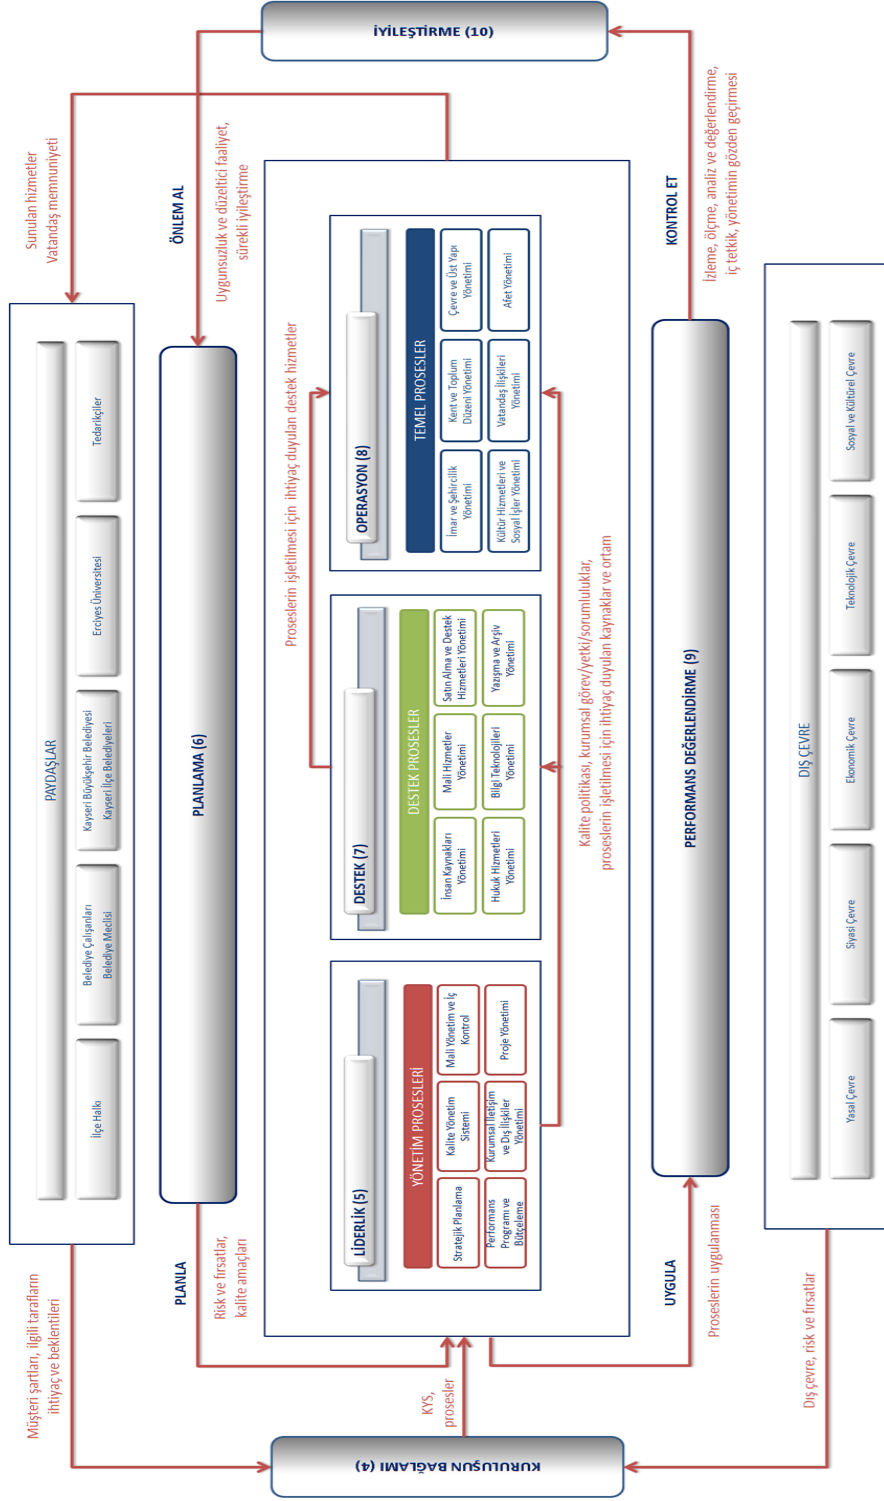 Müşteri şartları, ilgili tarafların
ihtiyaç ve beklentileri
PAYDAŞLAR
İlçe Halkı
Belediye Çalışanları
Belediye Meclisi
Kayseri Büyükşehir Belediyesi
Kayseri İlçe Belediyeleri
Erciyes Üniversitesi
Tedarikçiler
Sunulan hizmetler
Vatandaş memnuniyeti
PLANLA
Risk ve fırsatlar,
kalite amaçları
PLANLAMA (6)
ÖNLEM AL
Uygunsuzluk ve düzeltici faaliyet,
sürekli iyileştirme
KURULUŞUN BAĞLAMI (4)
KYS,
prosesler
LİDERLİK (5)
YÖNETİM PROSESLERİ
Stratejik Planlama
Kalite Yönetim
Sistemi
Mali Yönetim ve İç
Kontrol
Performans
Programı ve
Bütçeleme
Kurumsal İletişim
ve Dış İlişkiler
Yönetimi
Proje Yönetimi
DESTEK (7)
DESTEK PROSESLER
İnsan Kaynakları
Yönetimi
Mali Hizmetler
Yönetimi
Satın Alma ve Destek
Hizmetleri Yönetimi
Hukuk Hizmetleri
Yönetimi
Bilgi Teknolojileri
Yönetimi
Yazışma ve Arşiv
Yönetimi
Proseslerin işletilmesi için ihtiyaç duyulan destek hizmetler
OPERASYON (8)
TEMEL PROSESLER
İmar ve Şehircilik
Yönetimi
Kent ve Toplum
Düzeni Yönetimi
Çevre ve Üst Yapı
Yönetimi
Kültür Hizmetleri ve
Sosyal İşler Yönetimi
Vatandaş İlişkileri
Yönetimi
Afet Yönetimi
Kalite politikası, kurumsal görev/yetki/sorumluluklar,
proseslerin işletilmesi için ihtiyaç duyulan kaynaklar ve ortam
İYİLEŞTİRME (10)
UYGULA
Proseslerin uygulanması
PERFORMANS DEĞERLENDİRME (9)
KONTROL ET
İzleme, ölçme, analiz ve değerlendirme,
iç tetkik, yönetimin gözden geçirmesi
Dış çevre, risk ve fırsatlar
DIŞ ÇEVRE
Yasal Çevre
Siyasi Çevre
Ekonomik Çevre
Teknolojik Çevre
Sosyal ve Kültürel Çevre